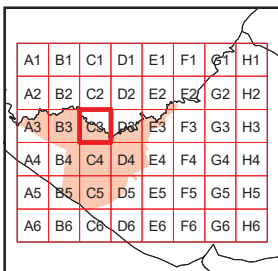 A1 B1 C1 D1 E1 F1 G1 H1
A2 B2 C2 D2 E2 F2 G2 H2
A3 B3 C3 D3 E3 F3 G3 H3
A4 B4 C4 D4 E4 F4 G4 H4
A5 B5 C5 D5 E5 F5 G5 H5
A6 B6 C6 D6 E6 F6 G6 H6